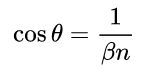 cos θ = 1/(βn)